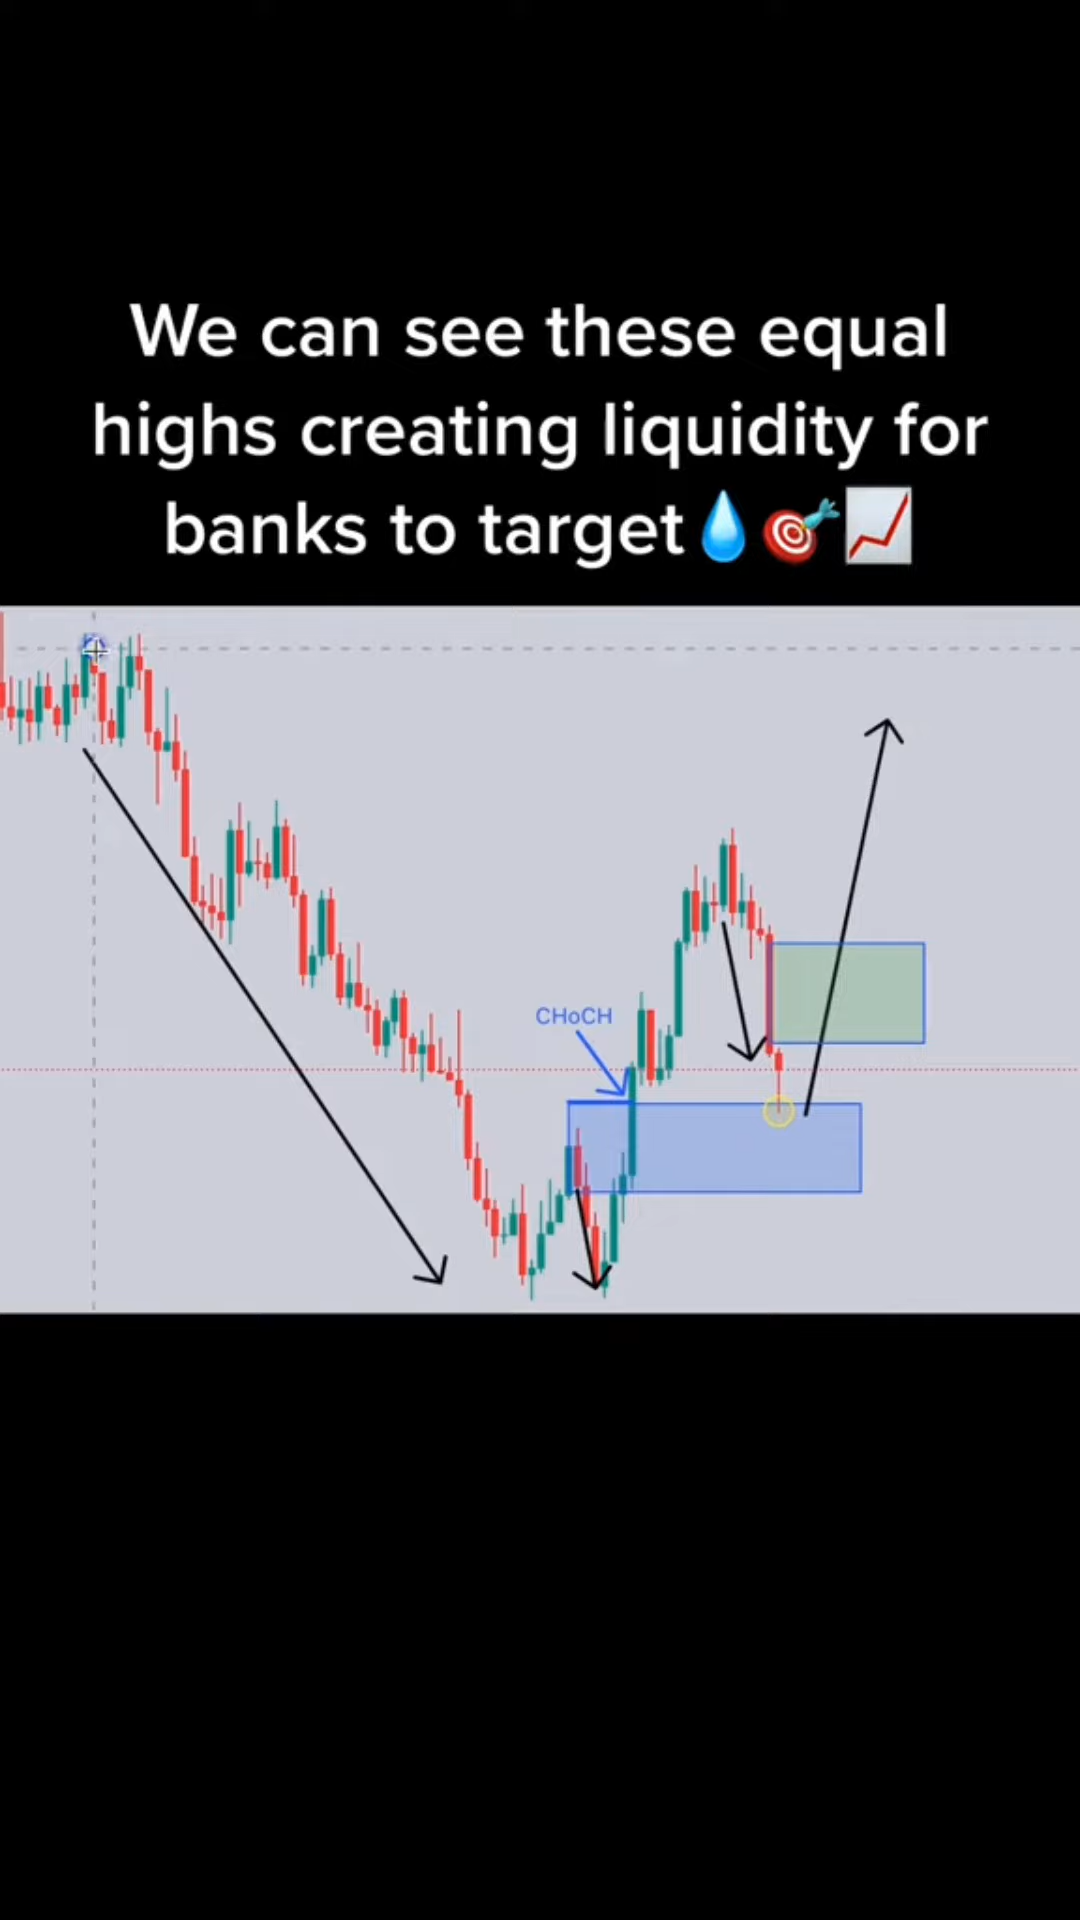 We can see these equal
highs creating liquidity for
banks to target💧🎯📈
CHoCH